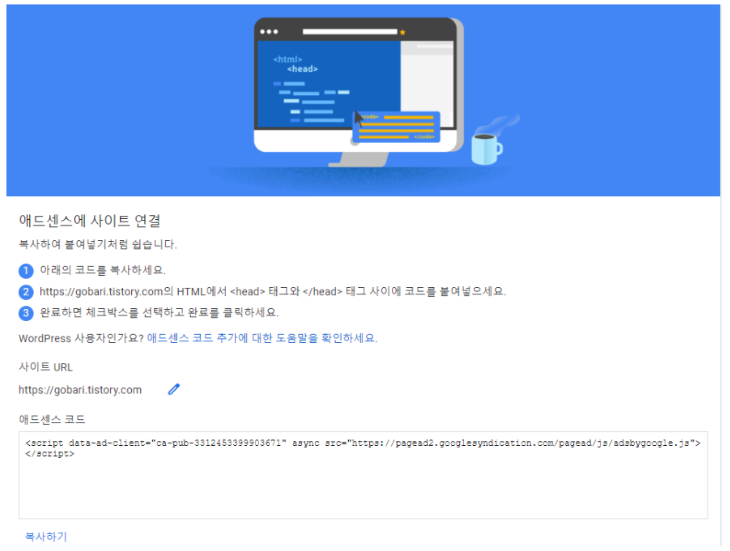 <html>
<head>
<code>
</code>
애드센스에 사이트 연결
복사하여 붙여넣기처럼 쉽습니다.
1 아래의 코드를 복사하세요.
2 https://gobari.tistory.com의 HTML에서 <head> 태그와 </head> 태그 사이에 코드를 붙여넣으세요.
3 완료하면 체크박스를 선택하고 완료를 클릭하세요.
WordPress 사용자인가요? 애드센스 코드 추가에 대한 도움말을 확인하세요.
사이트 URL
https://gobari.tistory.com
애드센스 코드
<script data-ad-client="ca-pub-3312453399903671" async src="https://pagead2.googlesyndication.com/pagead/js/adsbygoogle.js">
</script>
복사하기